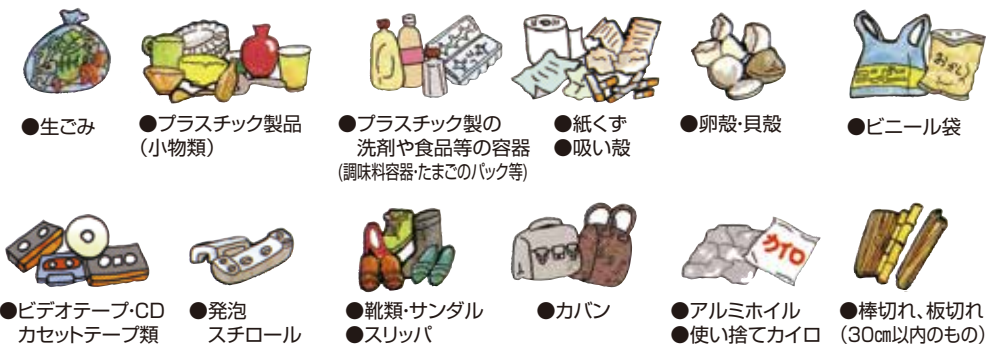 ●生ごみ
●プラスチック製品
(小物類)
●プラスチック製の
洗剤や食品等の容器
(調味料容器・たまごのパック等)
●紙くず
●吸い殻
●卵殻・貝殻
おかし
●ビニール袋
●ビデオテープ・CD
カセットテープ類
●発泡
スチロール
●靴類・サンダル
●スリッパ
●カバン
カイロ
●アルミホイル
●使い捨てカイロ
●棒切れ、板切れ
(30㎝以内のもの)